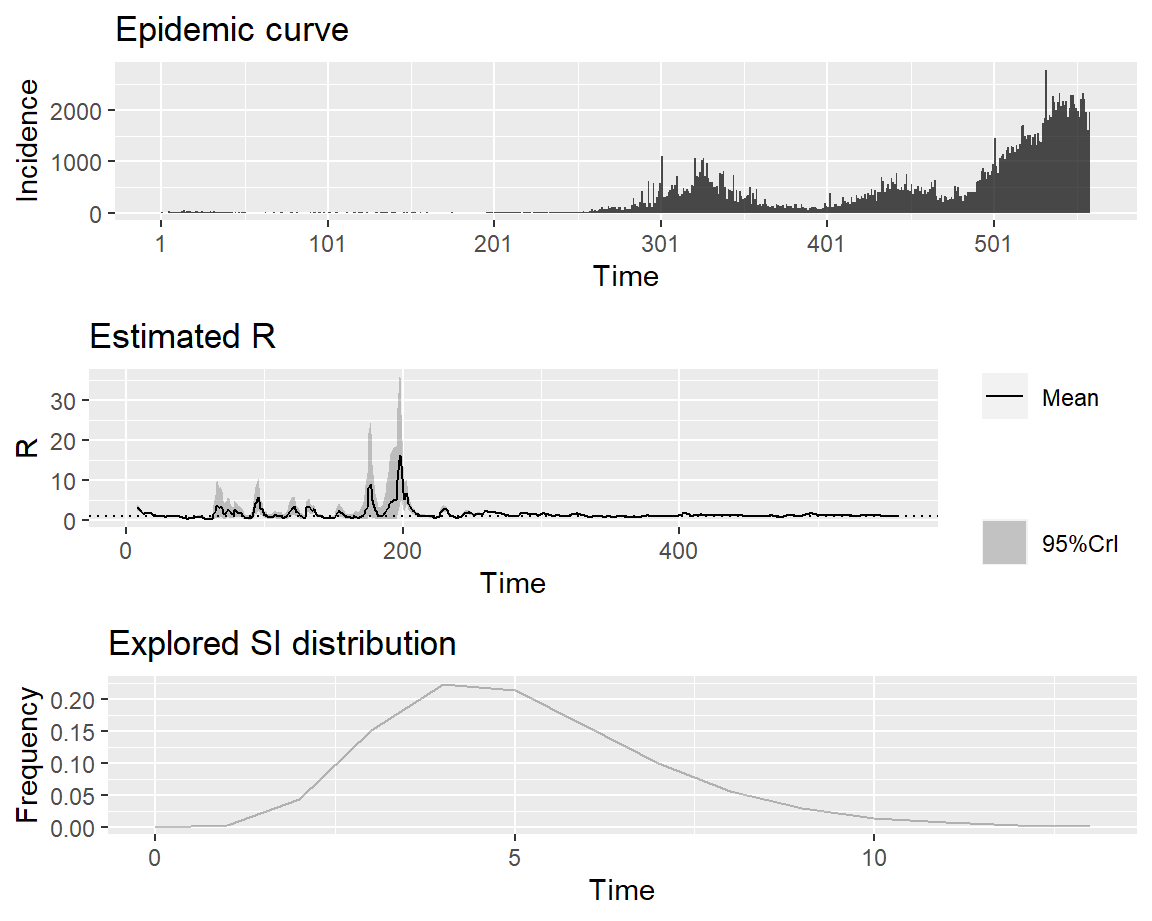 Epidemic curve
Incidence
2000
1000
0
1 101 201 301 401 501
Time
Estimated R
R
30
20
10
0
0 200 400
Time
Mean
95%CrI
Explored SI distribution
Frequency
0.20
0.15
0.10
0.05
0.00
0 5 10
Time